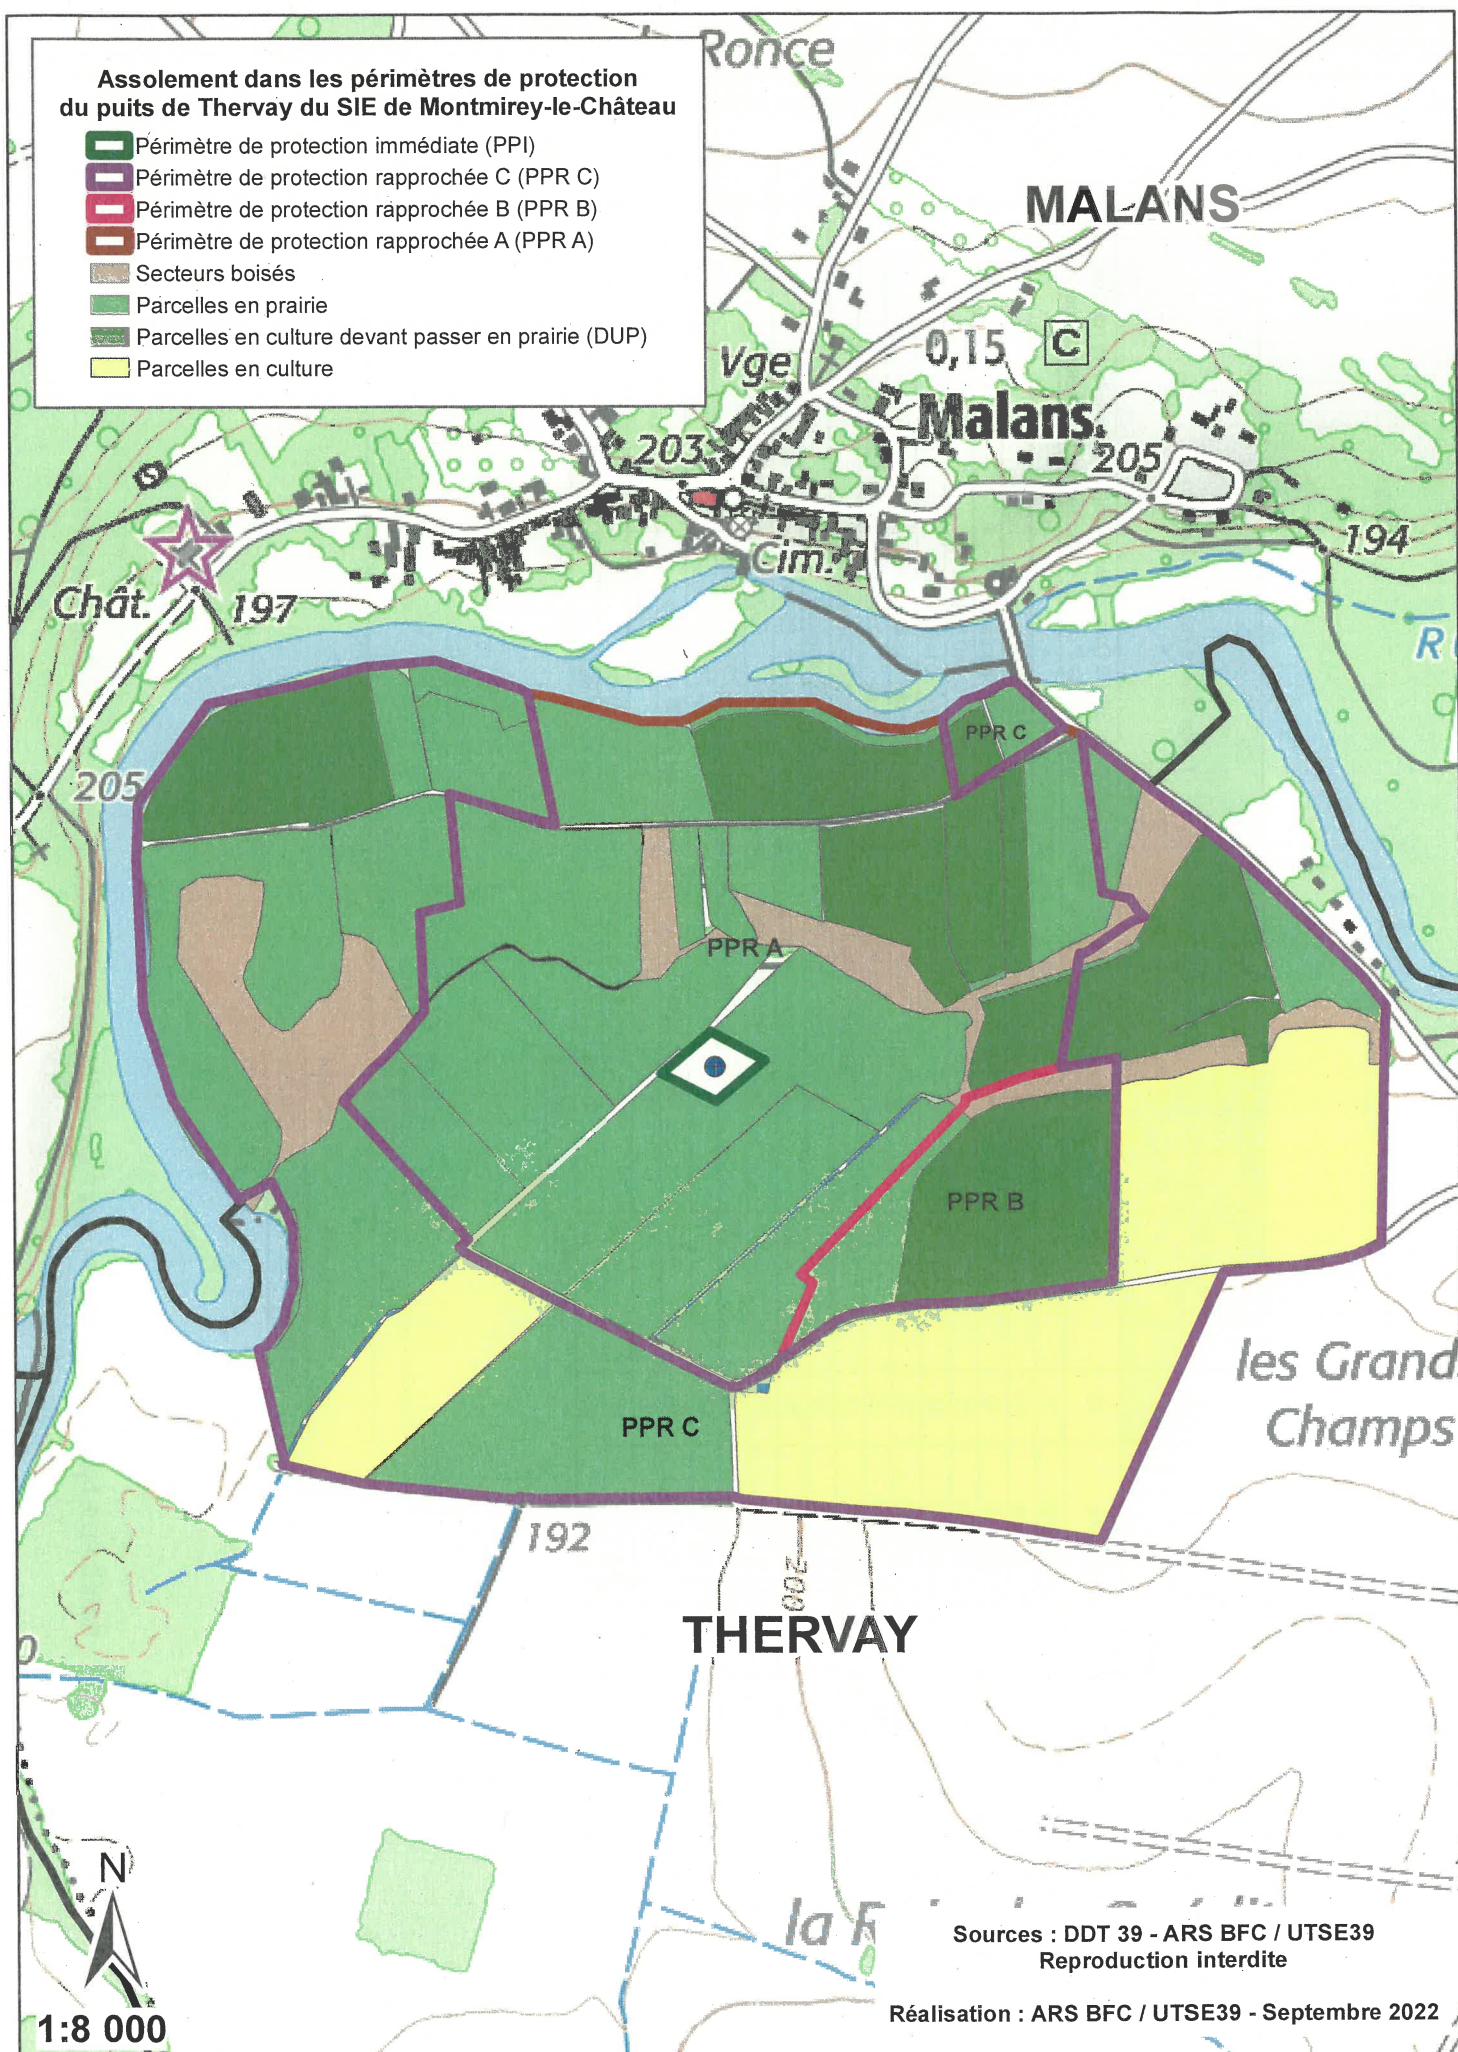 Assolement dans les périmètres de protection
du puits de Thervay du SIE de Montmirey-le-Château
Périmètre de protection immédiate (PPI)
Périmètre de protection rapprochée C (PPR C)
Périmètre de protection rapprochée B (PPR B)
Périmètre de protection rapprochée A (PPR A)
Secteurs boisés
Parcelles en prairie
Parcelles en culture devant passer en prairie (DUP)
Parcelles en culture
Ronce
MALANS
0,15
C
Vge
Malans
203
205
194
Cim.
Chât.
197
205
PPR C
PPR A
PPR B
PPR C
les Grand
Champs
192
200
THERVAY
la
N
1:8 000
Sources : DDT 39 - ARS BFC / UTSE39
Reproduction interdite
Réalisation : ARS BFC / UTSE39 - Septembre 2022